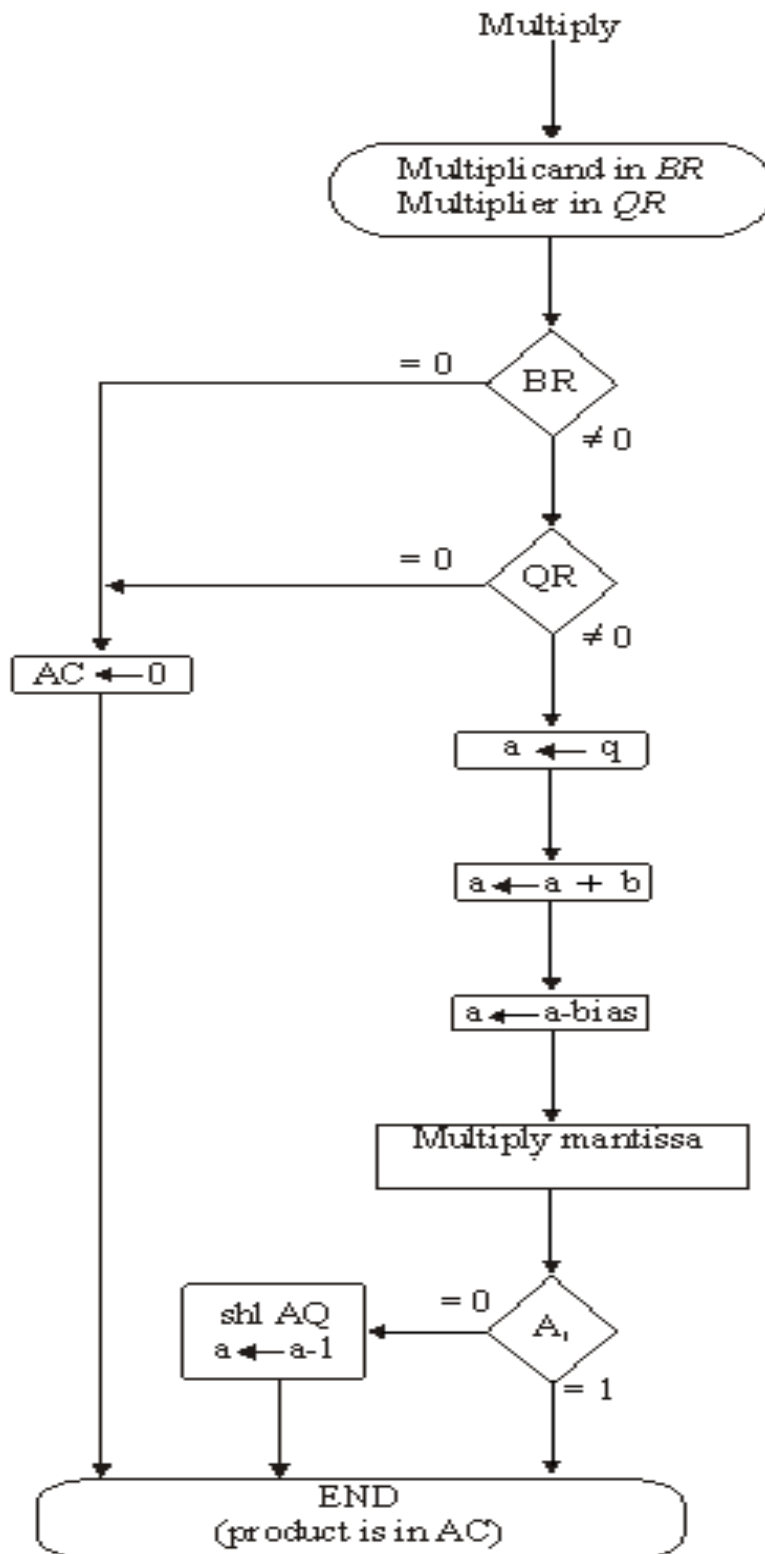 Multiply
Multiplicand in BR
Multiplier in QR
= 0
BR
≠ 0
= 0
QR
≠ 0
AC ← 0
a ← q
a ← a + b
a ← a-bias
Multiply mantissa
= 0
A₁
shl AQ
a ← a-1
= 1
END
(product is in AC)